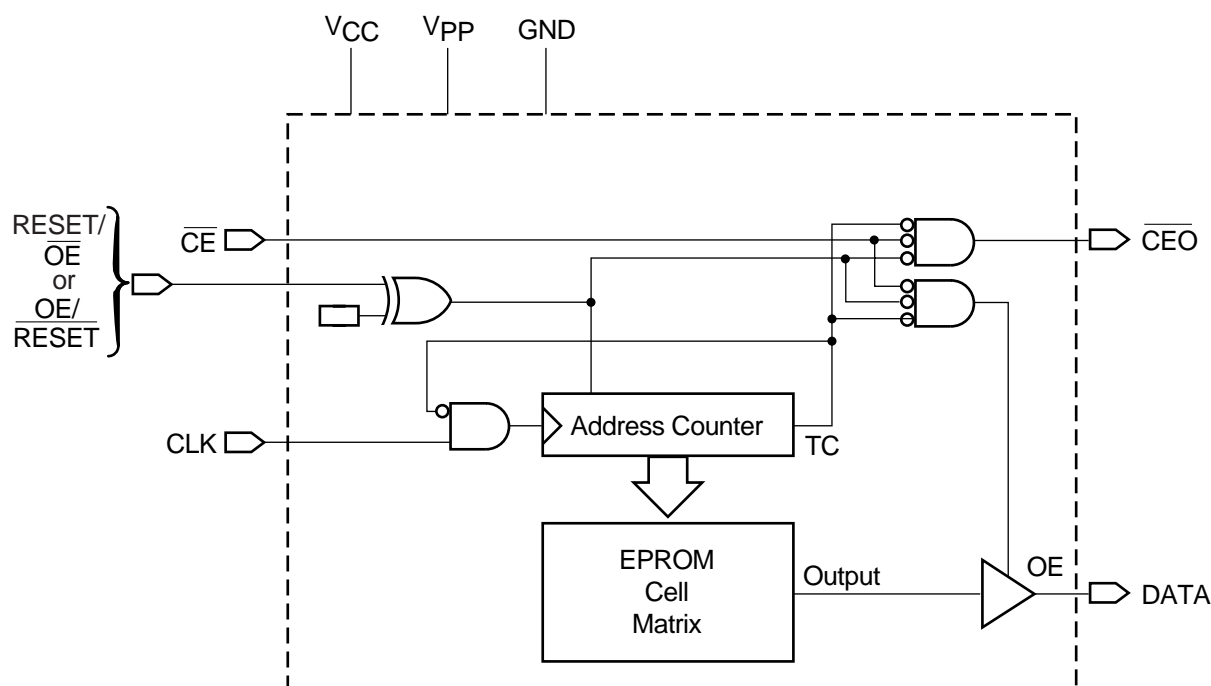 VCC VPP GND
RESET/
OE
or
OE/
RESET
CE
CEO
CLK
Address Counter
TC
EPROM
Cell
Matrix
Output
OE
DATA